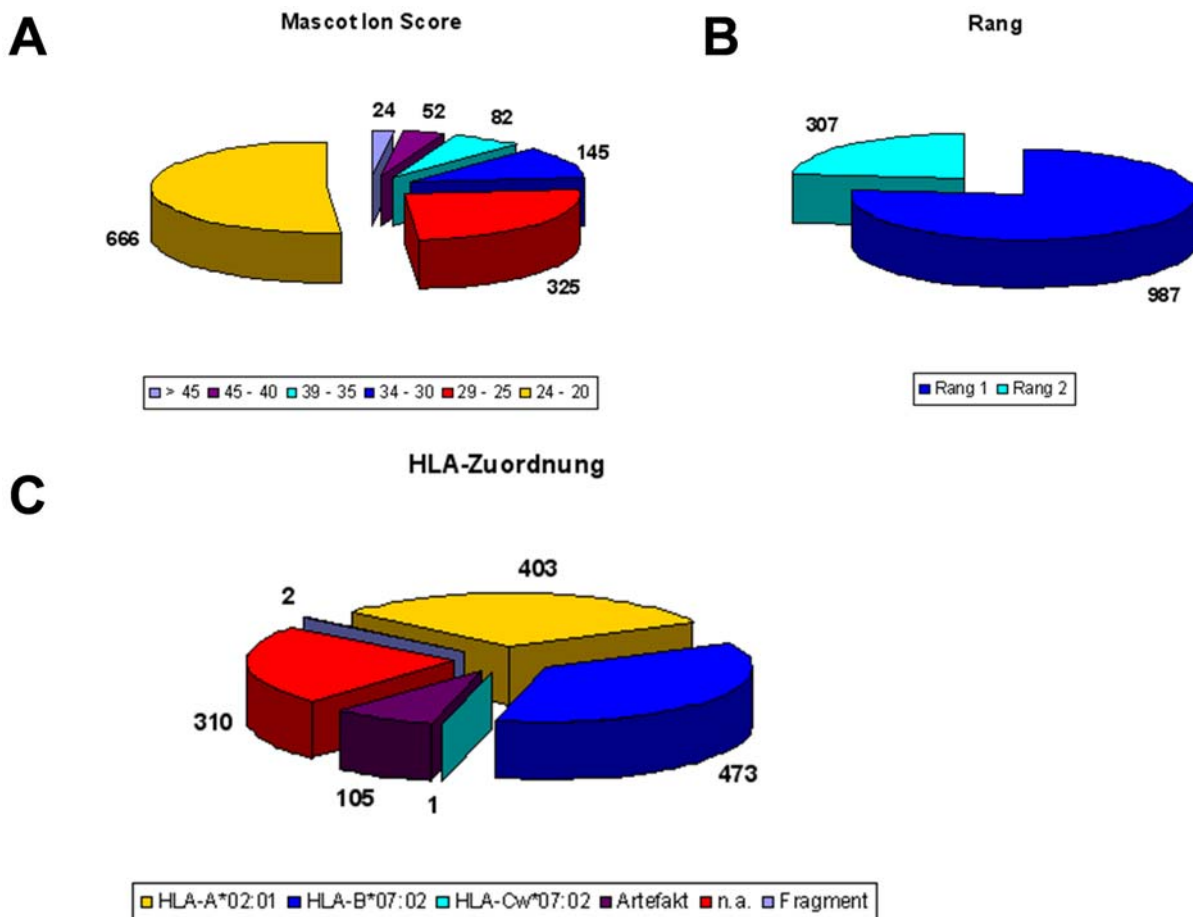 A
Mascot Ion Score
24
52
82
145
325
666
> 45 45 - 40 39 - 35 34 - 30 29 - 25 24 - 20
B
Rang
307
987
Rang 1 Rang 2
C
HLA-Zuordnung
403
473
1
105
310
2
HLA-A*02:01 HLA-B*07:02 HLA-Cw*07:02 Artefakt n.a. Fragment